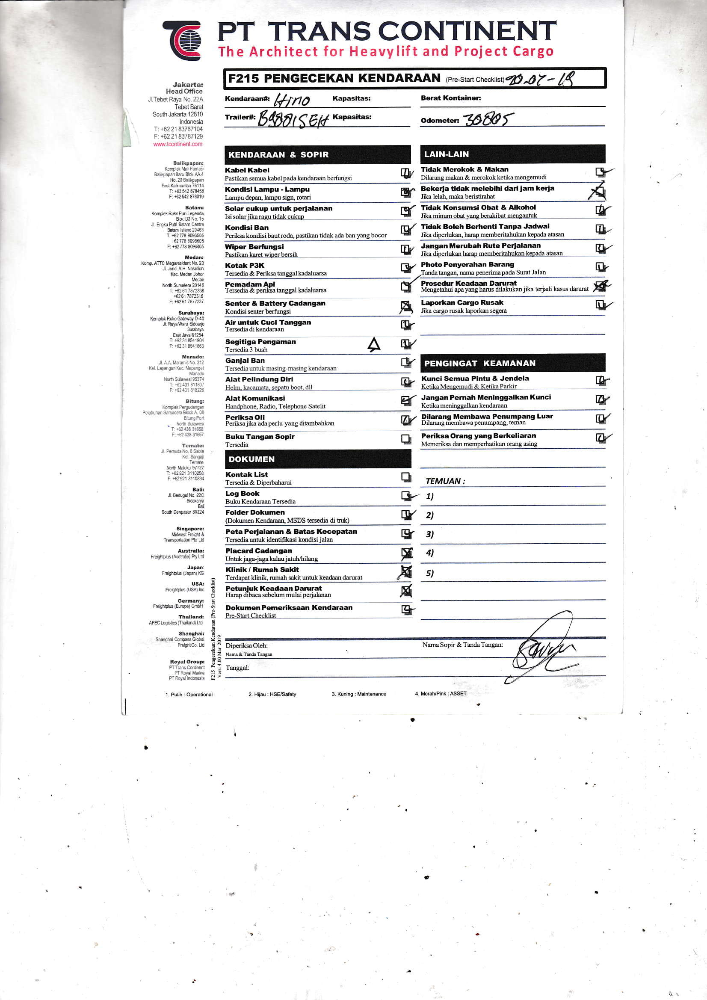 PT TRANS CONTINENT
The Architect for Heavylift and Project Cargo
F215 PENGECEKAN KENDARAAN (Pre-Start Checklist)
Kendaraan#: Hino Kapasitas: Berat Kontainer:
Trailer#: Kapasitas: Odometer: 30805
Jakarta:
Head Office
Jl.Tebet Raya No. 22A
Tebet Barat
South Jakarta 12810
Indonesia
T: +62 21 83787104
F: +62 21 83787129
www.tcontinent.com
Balikpapan:
Komplek Mall Fantasi
Balikpapan Baru Blok AA.4
No. 29 Balikpapan
East Kalimantan 76114
T: +62 542 878458
F: +62 542 878019
Batam:
Komplek Ruko Puri Legenda
Blok D3 No. 15
Jl. Engku Putri Batam Centre
Batam Island 29463
T: +62 778 8096505
+62 778 8096605
F: +62 778 8096405
Medan:
Komp. ATTC Megaresident No. 20
Jl. Jend. A.H. Nasution
Kec. Medan Johor
Medan
North Sumatera 20146
T: +62 61 7872338
+62 61 7872316
F: +62 61 7877237
Surabaya:
Komplek Ruko Gateway D-40
Jl. Raya Waru Sidoarjo
Surabaya
East Java 61254
T: +62 31 8541904
F: +62 31 8541863
Manado:
Jl. A.A. Maramis No. 312
Kel. Lapangan Kec. Mapanget
Manado
North Sulawesi 95374
T: +62 431 811807
F: +62 431 818226
Bitung:
Komplek Pergudangan
Pelabuhan Samudera Block A. 08
Bitung Port
North Sulawesi
T: +62 438 31658
F: +62 438 31657
Ternate:
Jl. Pemuda No. 8 Sabia
Kel. Sangaji
Ternate
North Maluku 97727
T: +62 921 3110258
F: +62 921 3110894
Bali:
Jl. Bedugul No. 22C
Sidakarya
Bali
South Denpasar 80224
Singapore:
Midwest Freight &
Transportation Pte Ltd
Australia:
Freightplus (Australia) Pty Ltd
Japan:
Freightplus (Japan) KG
USA:
Freightplus (USA) Inc
Germany:
Freightplus (Europe) GmbH
Thailand:
AFEC Logistics (Thailand) Ltd
Shanghai:
Shanghai Compass Global
Freight Co. Ltd
Royal Group:
PT Trans Continent
PT Royal Marine
PT Royal Indonesia
F215 Pengecekam Kendaraan (Pre-Start Checklist)
Versi 4.00 Mar 2019
KENDARAAN & SOPIR
Kabel Kabel
Pastikan semua kabel pada kendaraan berfungsi
Kondisi Lampu - Lampu
Lampu depan, lampu sign, rotari
Solar cukup untuk perjalanan
Isi solar jika ragu tidak cukup
Kondisi Ban
Periksa kondisi baut roda, pastikan tidak ada ban yang bocor
Wiper Berfungsi
Pastikan karet wiper bersih
Kotak P3K
Tersedia & Periksa tanggal kadaluarsa
Pemadam Api
Tersedia & periksa tanggal kadaluarsa
Senter & Battery Cadangan
Kondisi senter berfungsi
Air untuk Cuci Tanggan
Tersedia di kendaraan
Segitiga Pengaman
Tersedia 3 buah
Ganjal Ban
Tersedia untuk masing-masing kendaraan
Alat Pelindung Diri
Helm, kacamata, sepatu boot, dll
Alat Komunikasi
Handphone, Radio, Telephone Satelit
Periksa Oli
Periksa jika ada perlu yang ditambahkan
Buku Tangan Sopir
Tersedia
DOKUMEN
Kontak List
Tersedia & Diperbaharui
Log Book
Buku Kendaraan Tersedia
Folder Dokumen
(Dokumen Kendaraan, MSDS tersedia di truk)
Peta Perjalanan & Batas Kecepatan
Tersedia untuk identifikasi kondisi jalan
Placard Cadangan
Untuk jaga-jaga kalau jatuh/hilang
Klinik / Rumah Sakit
Terdapat klinik, rumah sakit untuk keadaan darurat
Petunjuk Keadaan Darurat
Harap dibaca sebelum mulai perjalanan
Dokumen Pemeriksaan Kendaraan
Pre-Start Checklist
LAIN-LAIN
Tidak Merokok & Makan
Dilarang makan & merokok ketika mengemudi
Bekerja tidak melebihi dari jam kerja
Jika lelah, maka beristirahat
Tidak Konsumsi Obat & Alkohol
Jika minum obat yang berakibat mengantuk
Tidak Boleh Berhenti Tanpa Jadwal
Jika diperlukan, harap memberitahukan kepada atasan
Jangan Merubah Rute Perjalanan
Jika diperlukan harap memberitahukan kepada atasan
Photo Penyerahan Barang
Tanda tangan, nama penerima pada Surat Jalan
Prosedur Keadaan Darurat
Mengetahui apa yang harus dilakukan jika terjadi kasus darurat
Laporkan Cargo Rusak
Jika cargo rusak laporkan segera
PENGINGAT KEAMANAN
Kunci Semua Pintu & Jendela
Ketika Mengemudi & Ketika Parkir
Jangan Pernah Meninggalkan Kunci
Ketika meninggalkan kendaraan
Dilarang Membawa Penumpang Luar
Dilarang membawa penumpang, teman
Periksa Orang yang Berkeliaran
Memeriksa dan memperhatikan orang asing
TEMUAN :
1)
2)
3)
4)
5)
Diperiksa Oleh:
Nama & Tanda Tangan
Nama Sopir & Tanda Tangan:
Tanggal:
1. Putih : Operational 2. Hijau : HSE/Safety 3. Kuning : Maintenance 4. Merah/Pink : ASSET